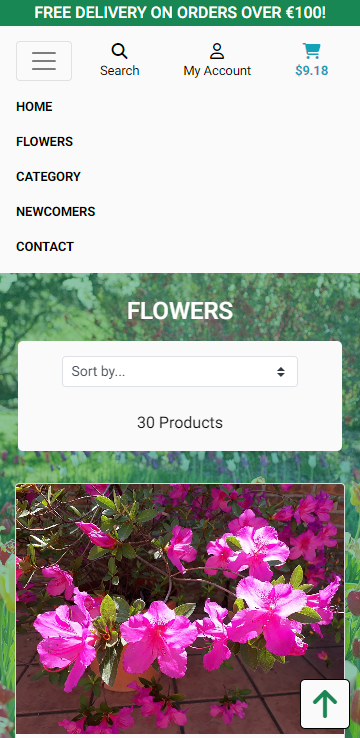 FREE DELIVERY ON ORDERS OVER €100!
Search
My Account
$9.18
HOME
FLOWERS
CATEGORY
NEWCOMERS
CONTACT
FLOWERS
Sort by...
30 Products